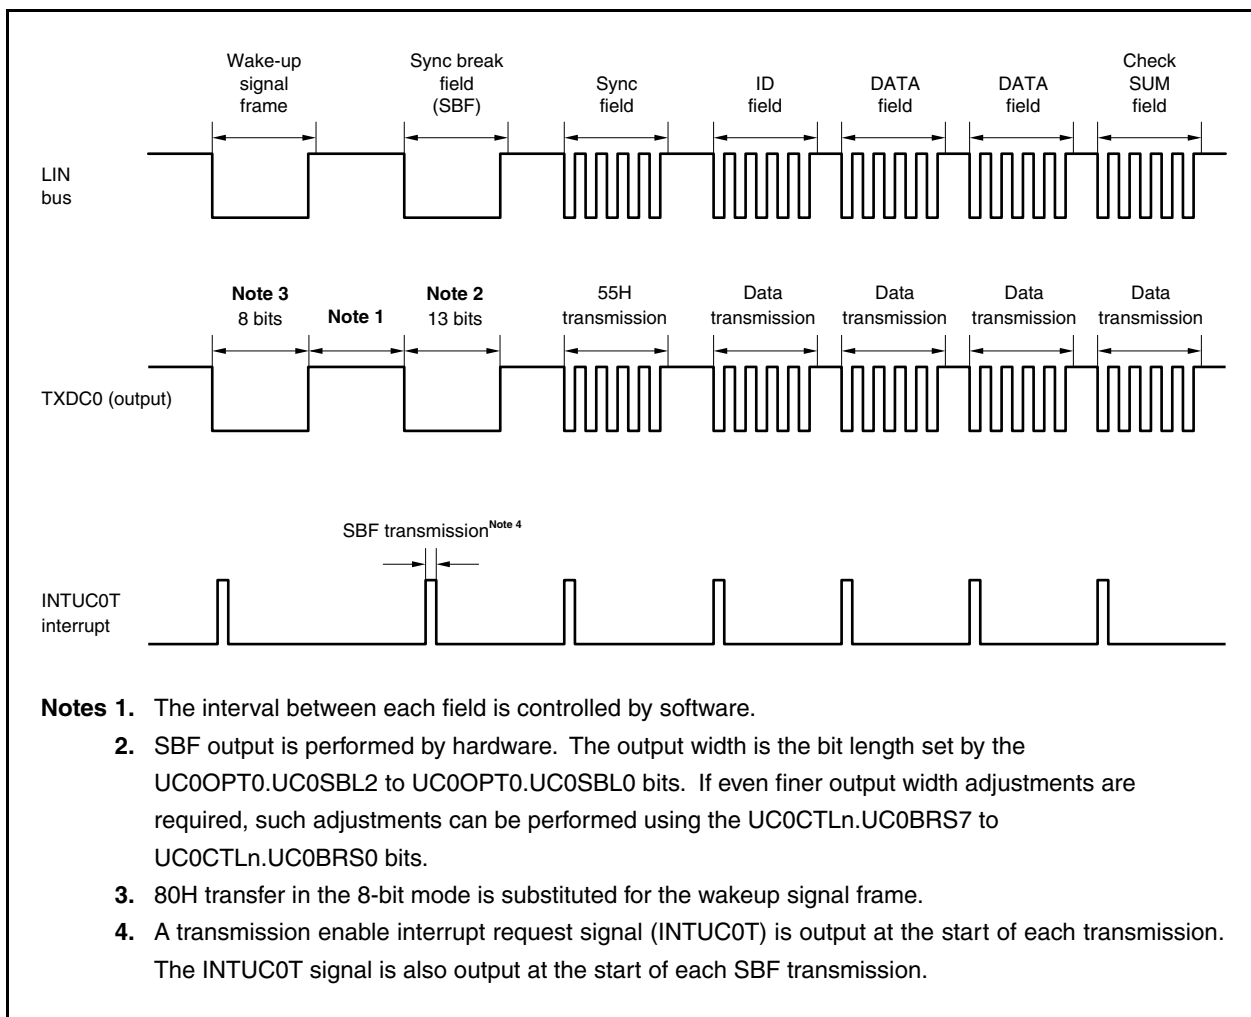 Wake-up
signal
frame
Sync break
field
(SBF)
Sync
field
ID
field
DATA
field
DATA
field
Check
SUM
field
LIN
bus
Note 3
8 bits
Note 1
Note 2
13 bits
55H
transmission
Data
transmission
Data
transmission
Data
transmission
Data
transmission
TXDC0 (output)
SBF transmission Note 4
INTUC0T
interrupt
Notes 1. The interval between each field is controlled by software.
2. SBF output is performed by hardware. The output width is the bit length set by the
UC0OPT0.UC0SBL2 to UC0OPT0.UC0SBL0 bits. If even finer output width adjustments are
required, such adjustments can be performed using the UC0CTLn.UC0BRS7 to
UC0CTLn.UC0BRS0 bits.
3. 80H transfer in the 8-bit mode is substituted for the wakeup signal frame.
4. A transmission enable interrupt request signal (INTUC0T) is output at the start of each transmission.
The INTUC0T signal is also output at the start of each SBF transmission.